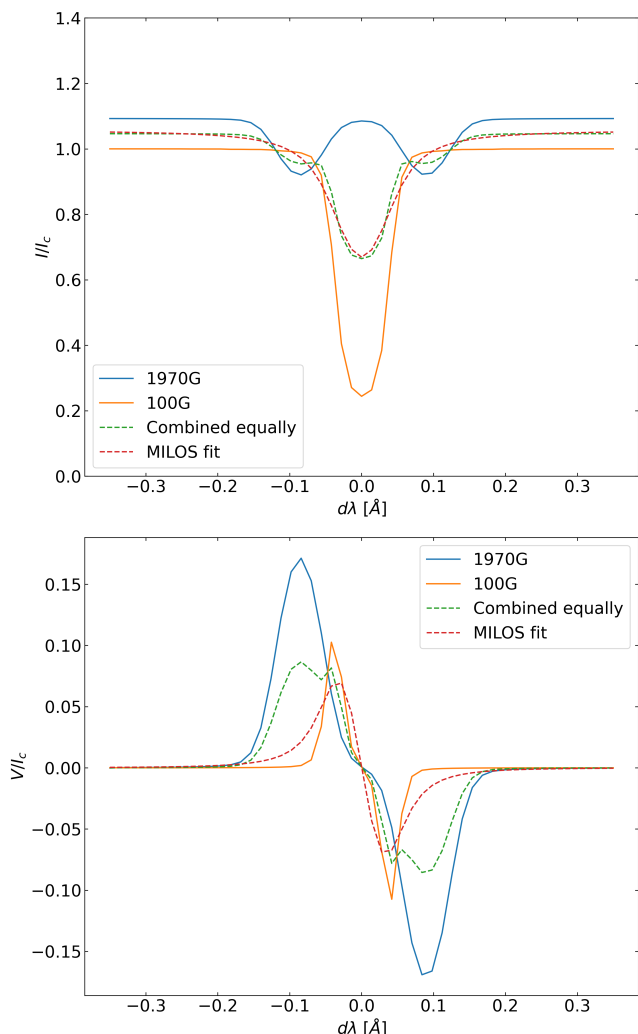 1.4
1.2
1.0
0.8
0.6
0.4
0.2
0.0
I/I_c
1970G
100G
Combined equally
MILOS fit
−0.3 −0.2 −0.1 0.0 0.1 0.2 0.3
dλ [Å]
0.15
0.10
0.05
0.00
−0.05
−0.10
−0.15
V/I_c
1970G
100G
Combined equally
MILOS fit
−0.3 −0.2 −0.1 0.0 0.1 0.2 0.3
dλ [Å]